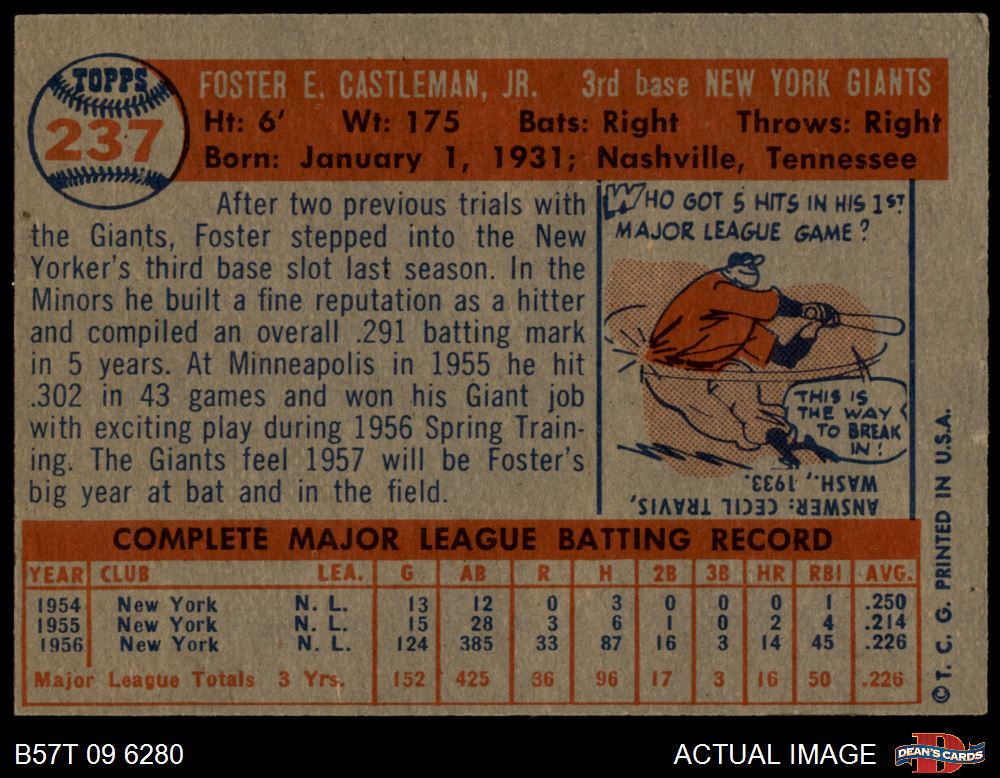 TOPPS
237
FOSTER E. CASTLEMAN, JR. 3rd base NEW YORK GIANTS
Ht: 6' Wt: 175 Bats: Right Throws: Right
Born: January 1, 1931; Nashville, Tennessee
After two previous trials with
the Giants, Foster stepped into the New
Yorker's third base slot last season. In the
Minors he built a fine reputation as a hitter
and compiled an overall .291 batting mark
in 5 years. At Minneapolis in 1955 he hit
.302 in 43 games and won his Giant job
with exciting play during 1956 Spring Train-
ing. The Giants feel 1957 will be Foster's
big year at bat and in the field.
WHO GOT 5 HITS IN HIS 1ST
MAJOR LEAGUE GAME?
THIS IS
THE WAY
TO BREAK
IN!
ANSWER: CECIL TRAVIS,
WASH., 1933.
COMPLETE MAJOR LEAGUE BATTING RECORD
YEAR CLUB LEA. G AB R H 2B 3B HR RBI AVG.
1954 New York N. L. 13 12 0 3 0 0 0 1 .250
1955 New York N. L. 15 28 3 6 1 0 2 4 .214
1956 New York N. L. 124 385 33 87 16 3 14 45 .226
Major League Totals 3 Yrs. 152 425 36 96 17 3 16 50 .226
© T. C. G. PRINTED IN U.S.A.
B57T 09 6280
ACTUAL IMAGE
DEAN'S CARDS